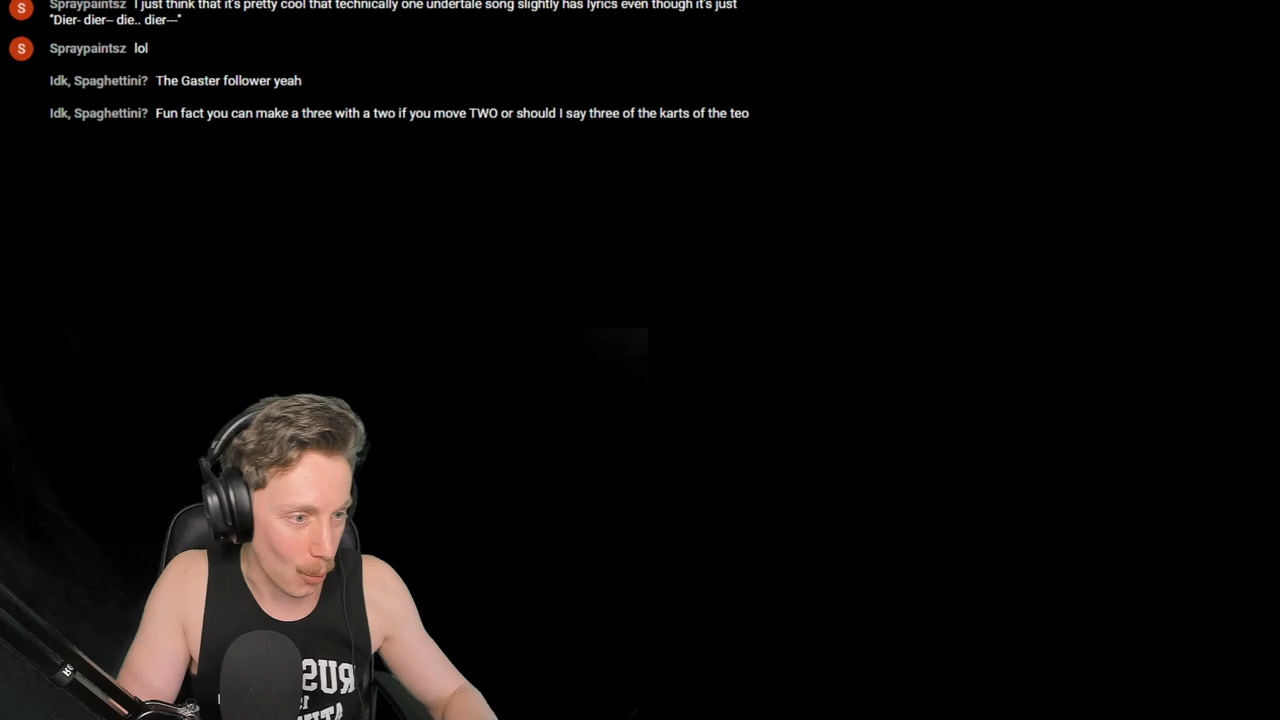 S Spraypaintsz I just think that it's pretty cool that technically one undertale song slightly has lyrics even though it's just
"Dier- dier-- die.. dier---"
S Spraypaintsz lol
Idk, Spaghettini? The Gaster follower yeah
Idk, Spaghettini? Fun fact you can make a three with a two if you move TWO or should I say three of the karts of the teo